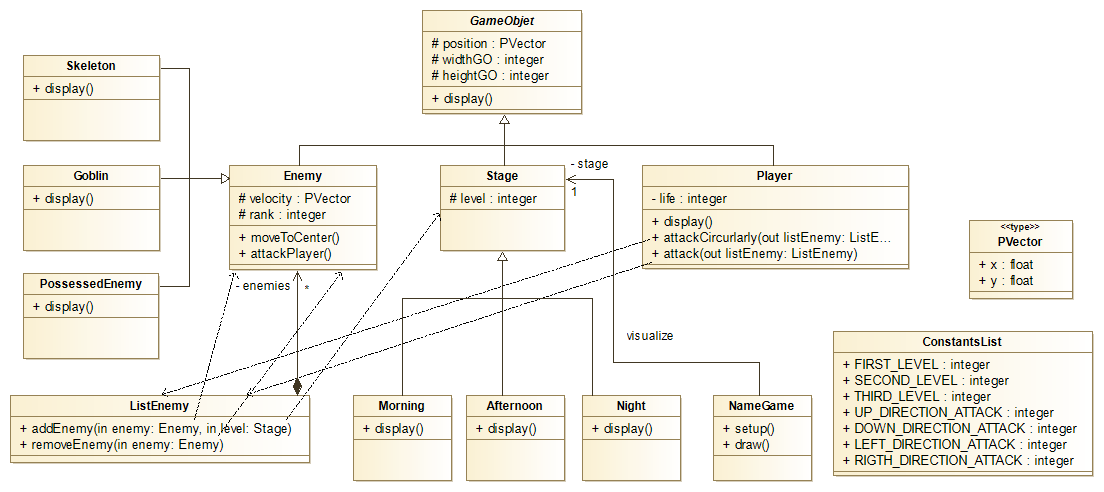 GameObjet
# position : PVector
# widthGO : integer
# heightGO : integer
+ display()
Skeleton
+ display()
Goblin
+ display()
PossessedEnemy
+ display()
Enemy
# velocity : PVector
# rank : integer
+ moveToCenter()
+ attackPlayer()
Stage
# level : integer
- stage
1
Player
- life : integer
+ display()
+ attackCircurlarly(out listEnemy: ListE...
+ attack(out listEnemy: ListEnemy)
<<type>>
PVector
+ x : float
+ y : float
- enemies
*
visualize
ListEnemy
+ addEnemy(in enemy: Enemy, in level: Stage)
+ removeEnemy(in enemy: Enemy)
Morning
+ display()
Afternoon
+ display()
Night
+ display()
NameGame
+ setup()
+ draw()
ConstantsList
+ FIRST_LEVEL : integer
+ SECOND_LEVEL : integer
+ THIRD_LEVEL : integer
+ UP_DIRECTION_ATTACK : integer
+ DOWN_DIRECTION_ATTACK : integer
+ LEFT_DIRECTION_ATTACK : integer
+ RIGTH_DIRECTION_ATTACK : integer